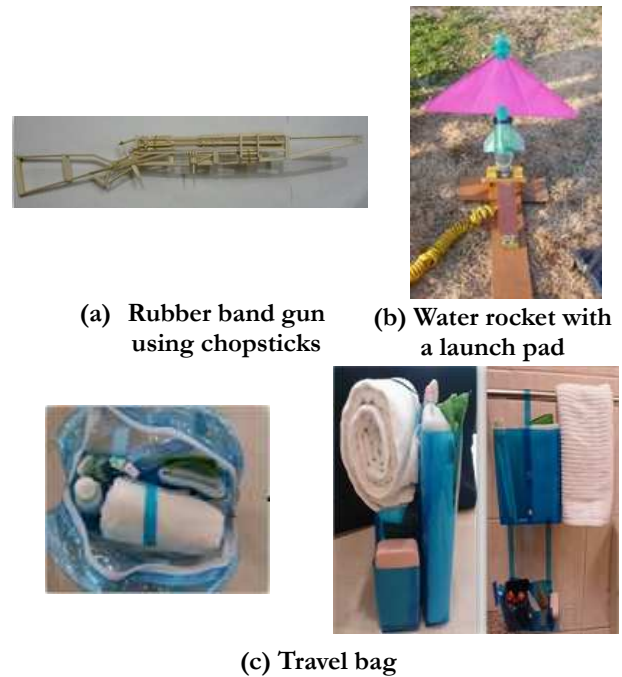 (a) Rubber band gun
using chopsticks
(b) Water rocket with
a launch pad
(c) Travel bag